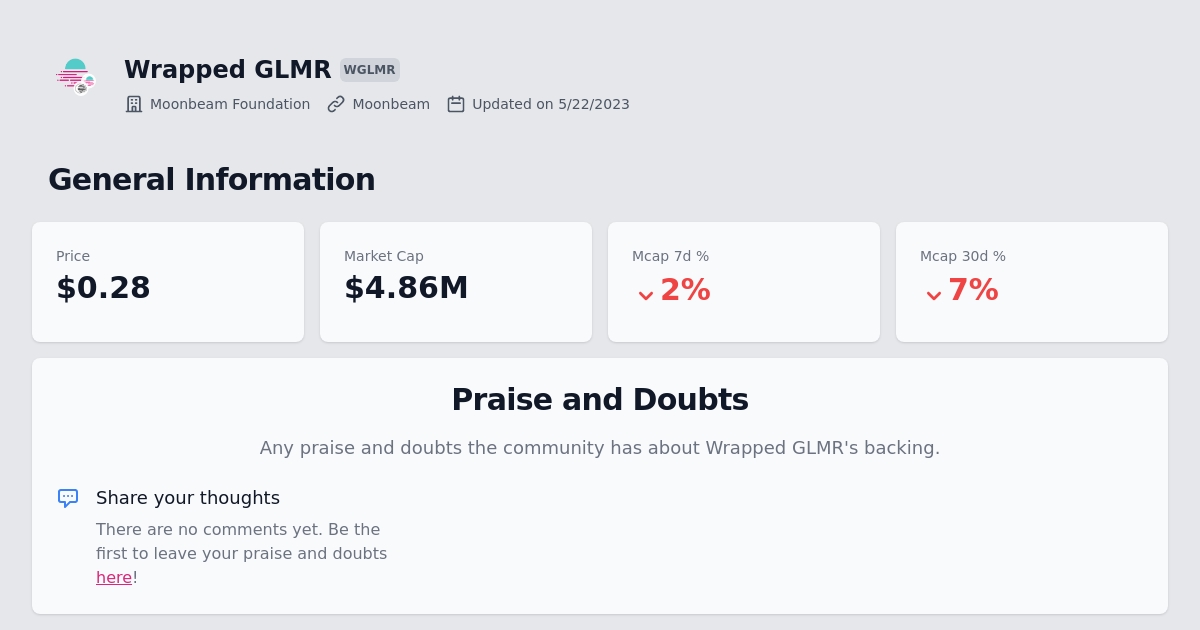 Wrapped GLMR WGLMR
Moonbeam Foundation Moonbeam Updated on 5/22/2023
General Information
Price
$0.28
Market Cap
$4.86M
Mcap 7d %
2%
Mcap 30d %
7%
Praise and Doubts
Any praise and doubts the community has about Wrapped GLMR's backing.
Share your thoughts
There are no comments yet. Be the
first to leave your praise and doubts
here!